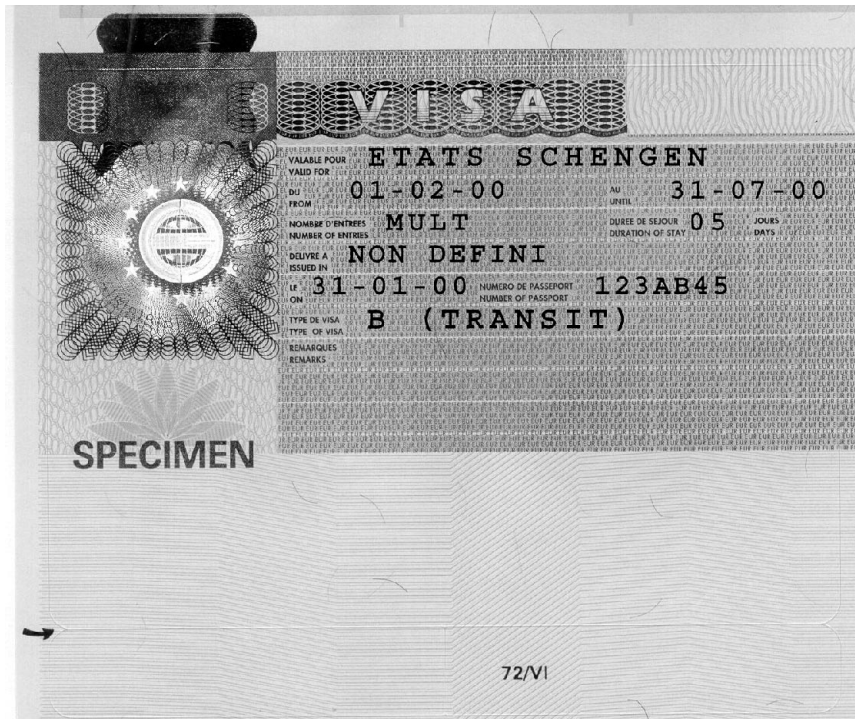 VISA
VALABLE POUR ETATS SCHENGEN
VALID FOR
DU 01-02-00 AU 31-07-00
FROM UNTIL
NOMBRE D'ENTREES MULT DUREE DE SEJOUR 05 JOURS
NUMBER OF ENTRIES DURATION OF STAY DAYS
DELIVRE A NON DEFINI
ISSUED IN
LE 31-01-00 NUMERO DE PASSEPORT 123AB45
ON NUMBER OF PASSPORT
TYPE DE VISA B (TRANSIT)
TYPE OF VISA
REMARQUES
REMARKS
SPECIMEN
72/VI